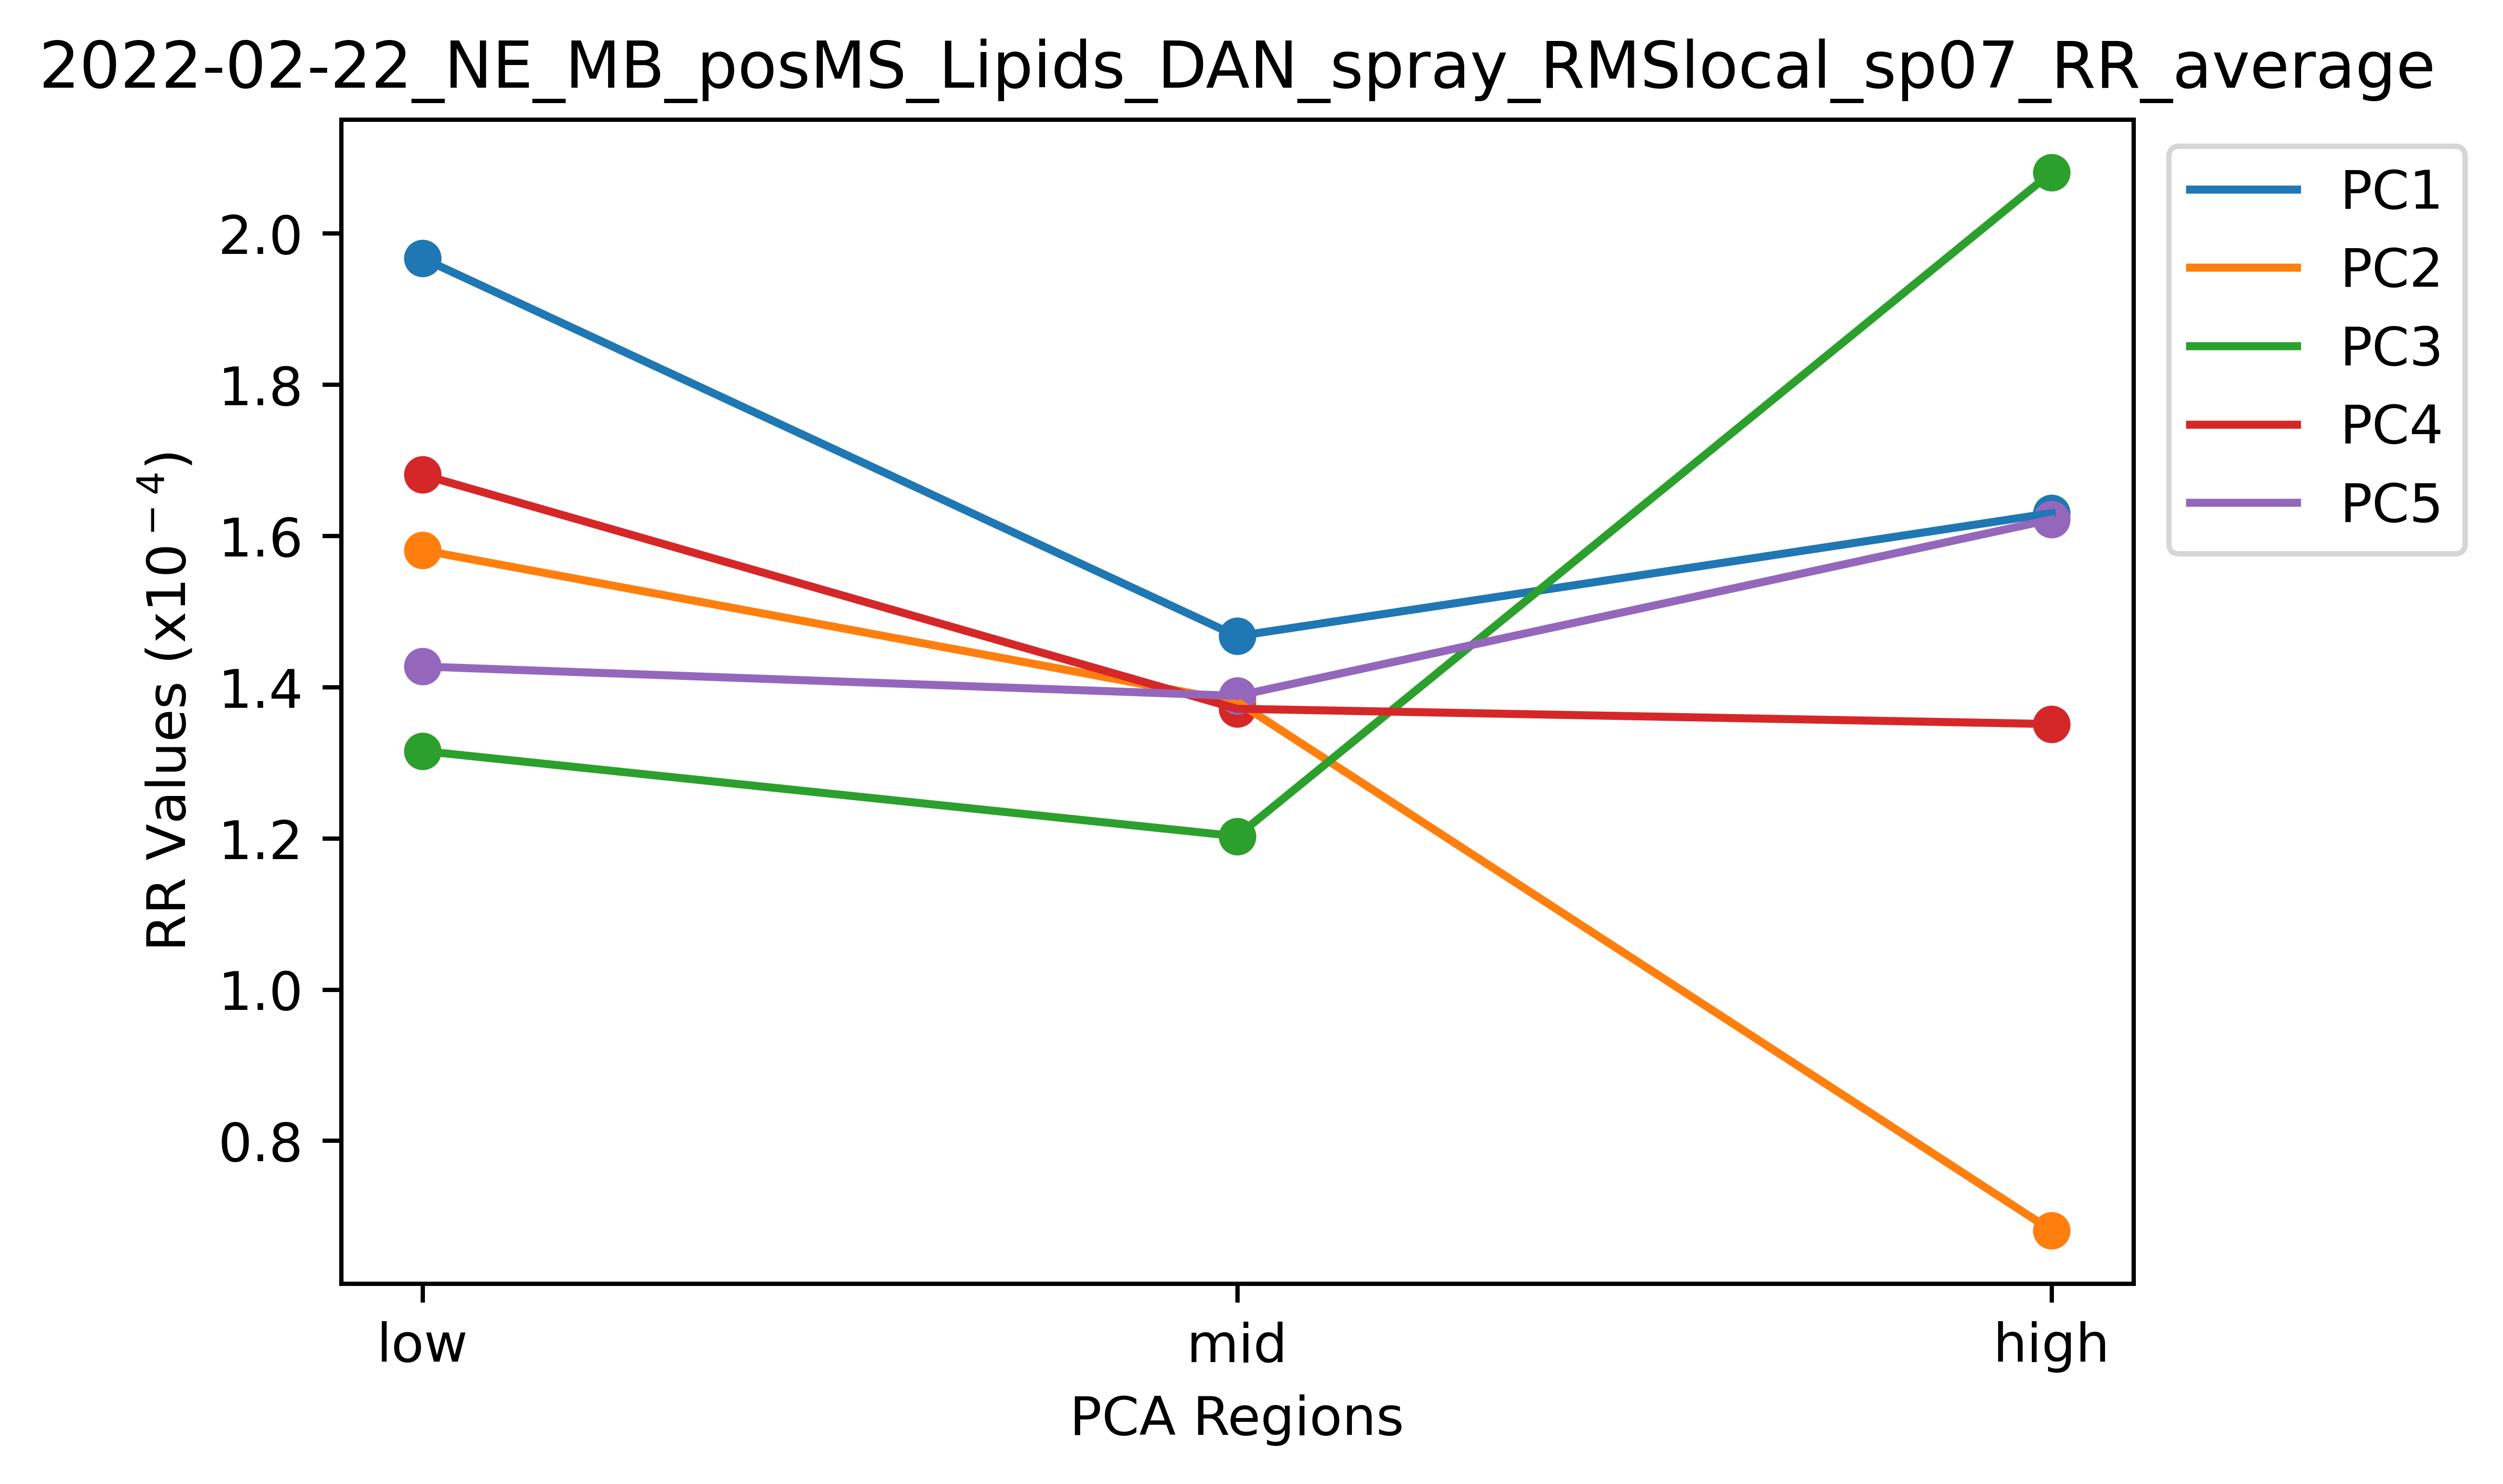 2022-02-22_NE_MB_posMS_Lipids_DAN_spray_RMSlocal_sp07_RR_average
RR Values (x10⁻⁴)
2.0
1.8
1.6
1.4
1.2
1.0
0.8
low mid high
PCA Regions
PC1
PC2
PC3
PC4
PC5